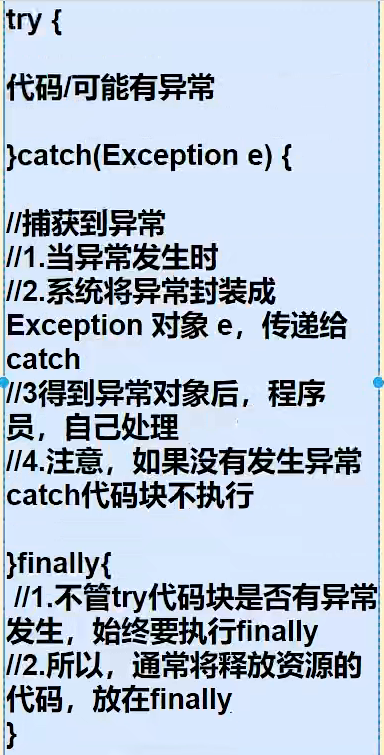 try {
代码/可能有异常
}catch(Exception e) {
//捕获到异常
//1.当异常发生时
//2.系统将异常封装成
Exception 对象 e，传递给
catch
//3得到异常对象后，程序
员，自己处理
//4.注意，如果没有发生异常
catch代码块不执行
}finally{
//1.不管try代码块是否有异常
发生，始终要执行finally
//2.所以，通常将释放资源的
代码，放在finally
}